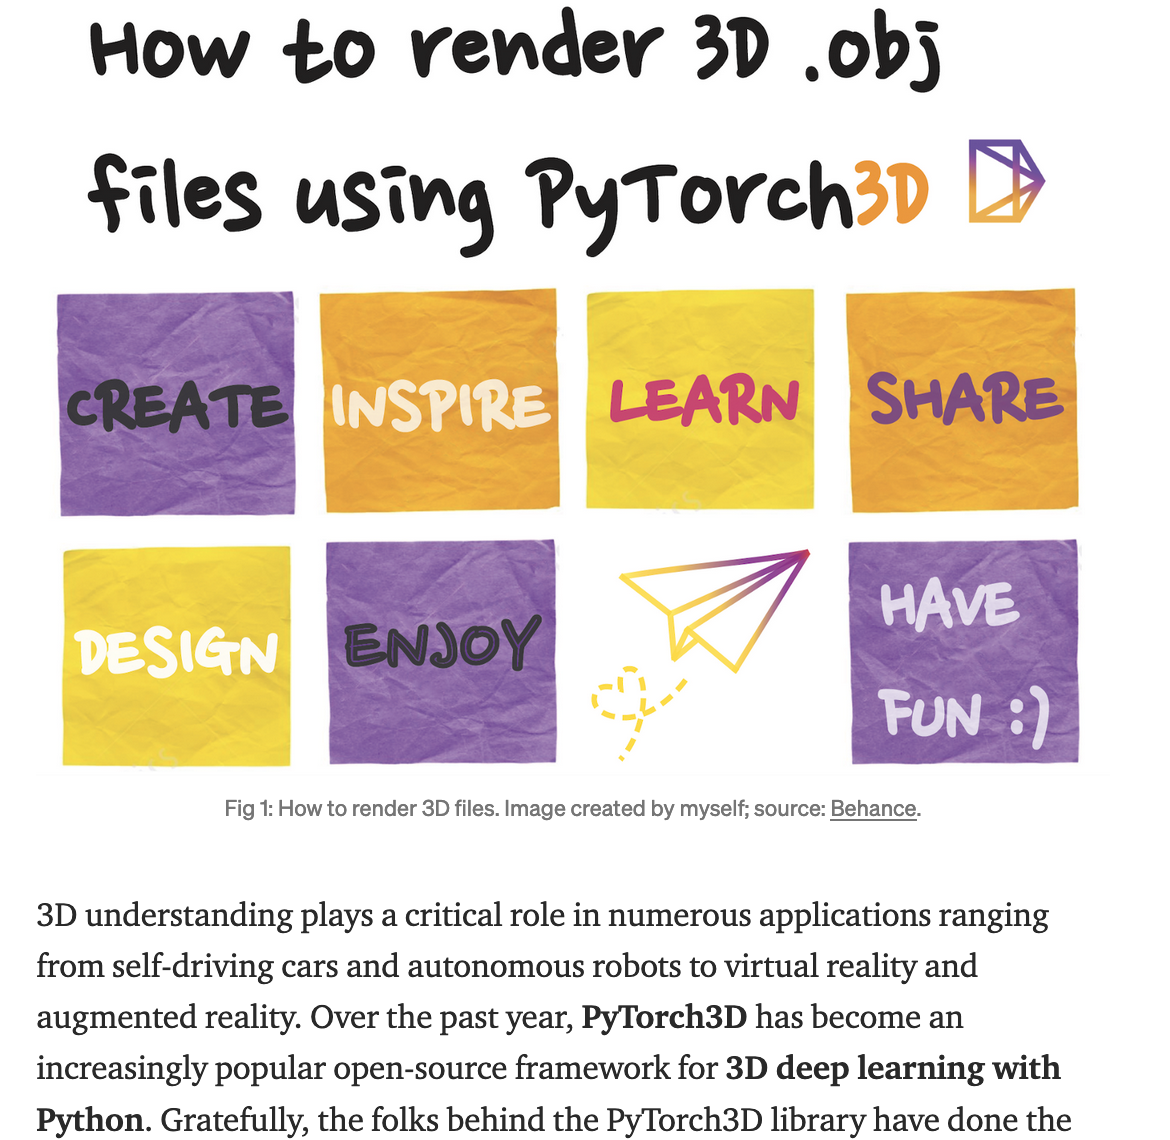 How to render 3D .obj
files using PyTorch3D
CREATE
INSPIRE
LEARN
SHARE
DESIGN
ENJOY
HAVE
FUN :)
Fig 1: How to render 3D files. Image created by myself; source: Behance.
3D understanding plays a critical role in numerous applications ranging
from self-driving cars and autonomous robots to virtual reality and
augmented reality. Over the past year, PyTorch3D has become an
increasingly popular open-source framework for 3D deep learning with
Python. Gratefully, the folks behind the PyTorch3D library have done the